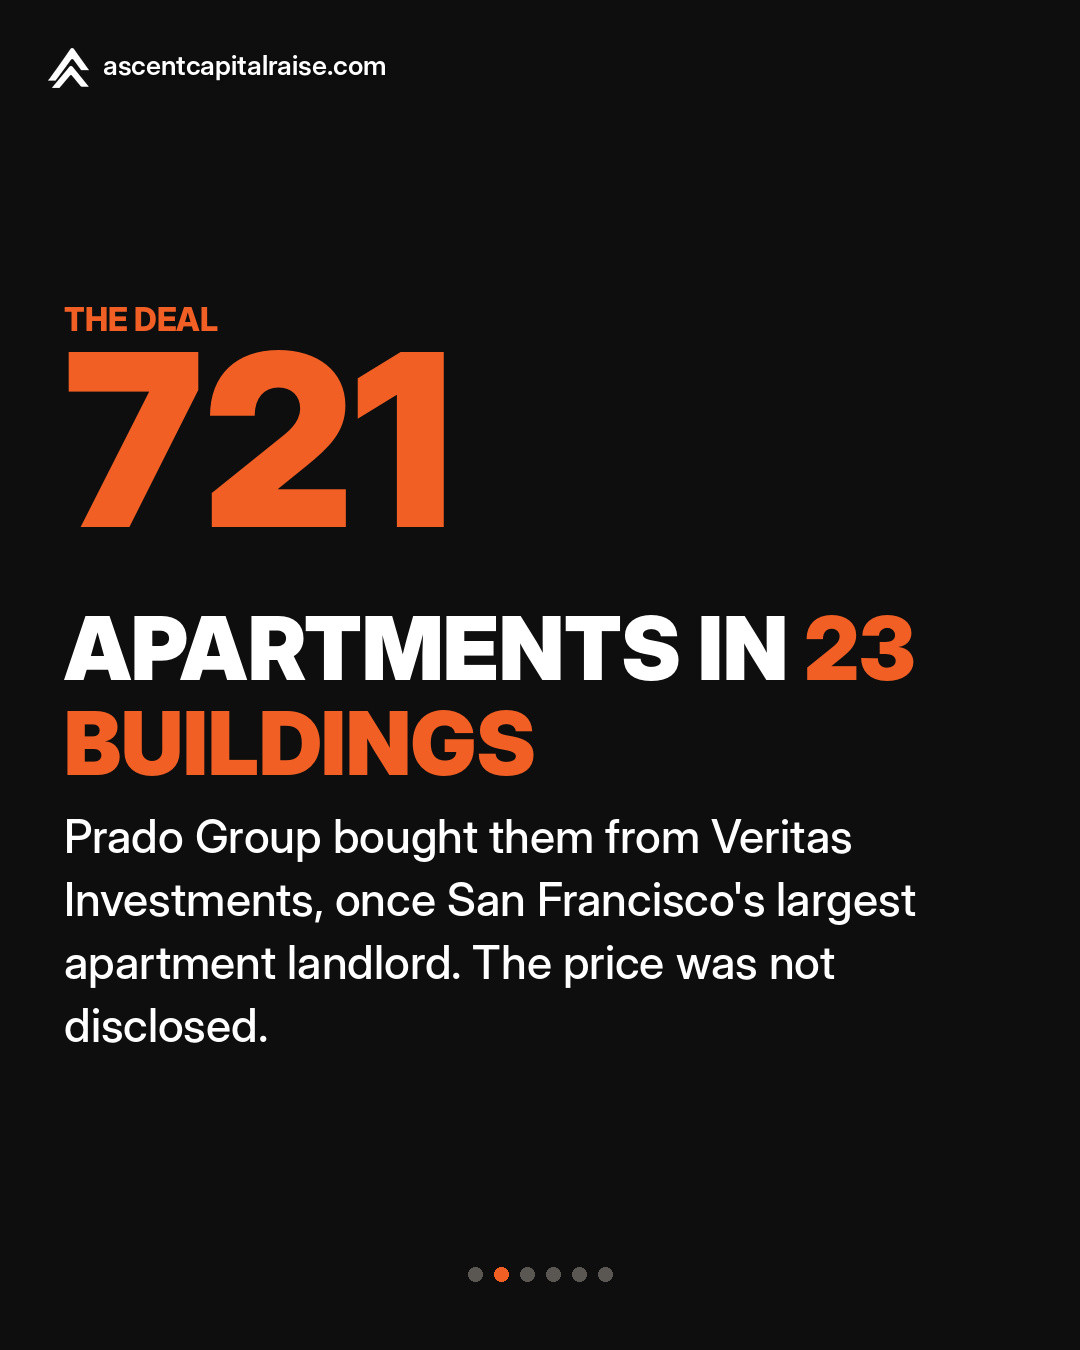 ascentcapitalraise.com
THE DEAL
721
APARTMENTS IN 23
BUILDINGS
Prado Group bought them from Veritas
Investments, once San Francisco's largest
apartment landlord. The price was not
disclosed.